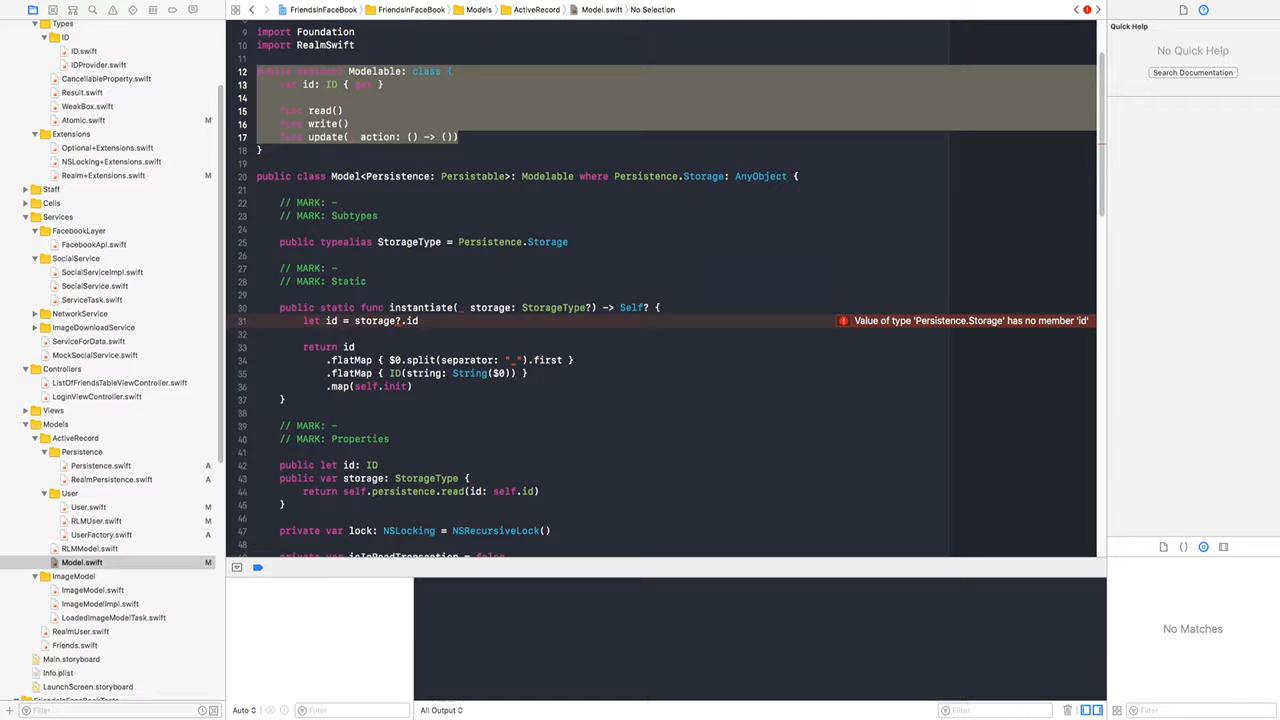 FriendsInFaceBook FriendsInFaceBook Models ActiveRecord Model.swift No Selection
Types
ID
ID.swift
IDProvider.swift
CancellableProperty.swift
Result.swift
WeakBox.swift
Atomic.swift M
Extensions
Optional+Extensions.swift
NSLocking+Extensions.swift
Realm+Extensions.swift M
Staff
Cells
Services
FacebookLayer
FacebookApi.swift
SocialService
SocialServiceImpl.swift
SocialService.swift
ServiceTask.swift
NetworkService
ImageDownloadService
ServiceForData.swift
MockSocialService.swift
Controllers
ListOfFriendsTableViewController.swift
LoginViewController.swift
Views
Models
ActiveRecord
Persistence
Persistence.swift A
RealmPersistence.swift A
User
User.swift M
RLMUser.swift M
UserFactory.swift A
RLMModel.swift
Model.swift M
ImageModel
ImageModel.swift
ImageModelImpl.swift
LoadedImageModelTask.swift
RealmUser.swift
Friends.swift
Main.storyboard
Info.plist
LaunchScreen.storyboard
FriendsInFaceBookTests
Filter
9 import Foundation
10 import RealmSwift
11
12 public protocol Modelable: class {
13 var id: ID { get }
14
15 func read()
16 func write()
17 func update(_ action: () -> ())
18 }
19
20 public class Model<Persistence: Persistable>: Modelable where Persistence.Storage: AnyObject {
21
22 // MARK: -
23 // MARK: Subtypes
24
25 public typealias StorageType = Persistence.Storage
26
27 // MARK: -
28 // MARK: Static
29
30 public static func instantiate(_ storage: StorageType?) -> Self? {
31 let id = storage?.id Value of type 'Persistence.Storage' has no member 'id'
32
33 return id
34 .flatMap { $0.split(separator: "_").first }
35 .flatMap { ID(string: String($0)) }
36 .map(self.init)
37 }
38
39 // MARK: -
40 // MARK: Properties
41
42 public let id: ID
43 public var storage: StorageType {
44 return self.persistence.read(id: self.id)
45 }
46
47 private var lock: NSLocking = NSRecursiveLock()
48
private var isInReadTransaction = false
Auto Filter
All Output Filter
Quick Help
No Quick Help
Search Documentation
{ }
No Matches
Filter